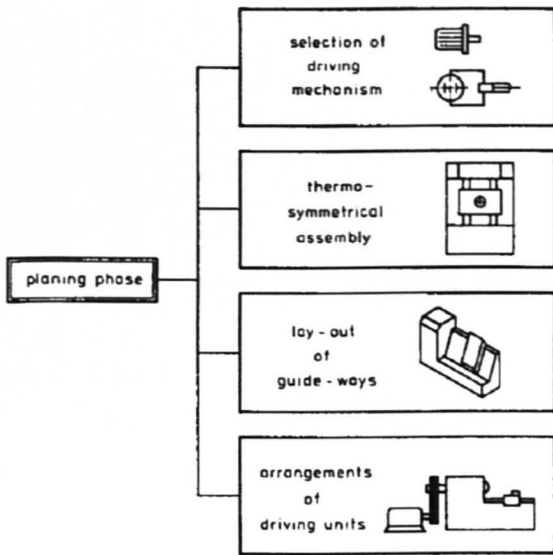 selection of
driving
mechanism
thermo-
symmetrical
assembly
planing phase
lay-out
of
guide-ways
arrangements
of
driving units